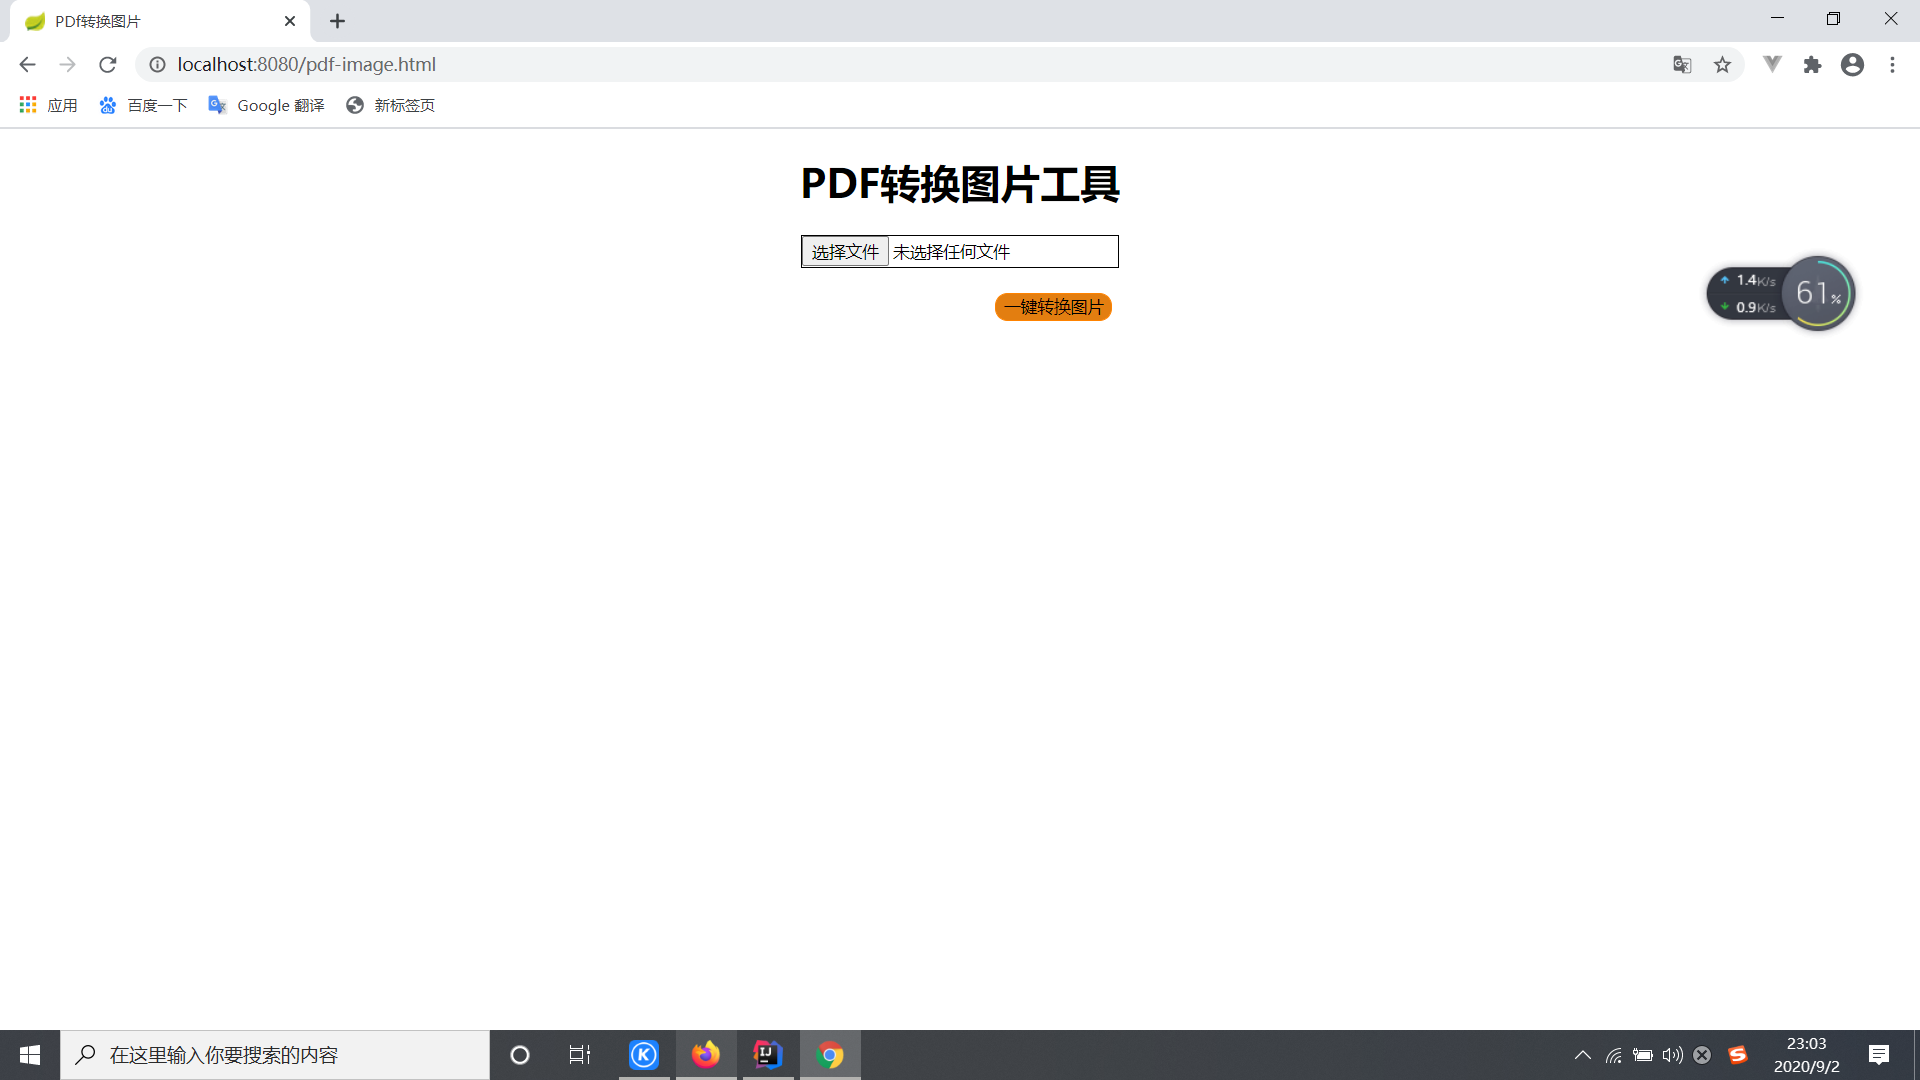 PDf转换图片
localhost:8080/pdf-image.html
应用 百度一下 Google 翻译 新标签页
PDF转换图片工具
选择文件 未选择任何文件
一键转换图片
1.4K/s
0.9K/s
61%
在这里输入你要搜索的内容
23:03
2020/9/2